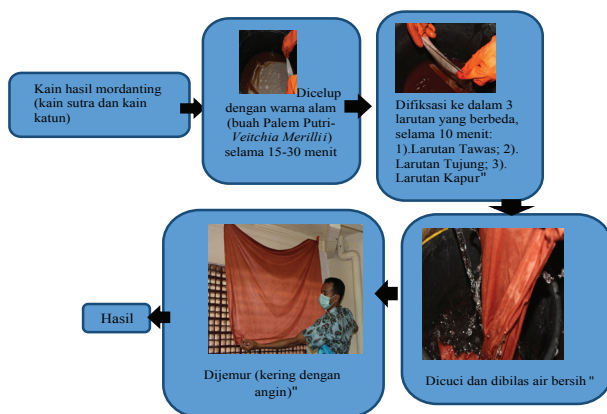 Kain hasil mordanting
(kain sutra dan kain
katun)
Dicelup
dengan warna alam
(buah Palem Putri-
Veitchia Merillii)
selama 15-30 menit
Difiksasi ke dalam 3
larutan yang berbeda,
selama 10 menit:
1).Larutan Tawas; 2).
Larutan Tujung; 3).
Larutan Kapur"
Dicuci dan dibilas air bersih "
Dijemur (kering dengan
angin)"
Hasil